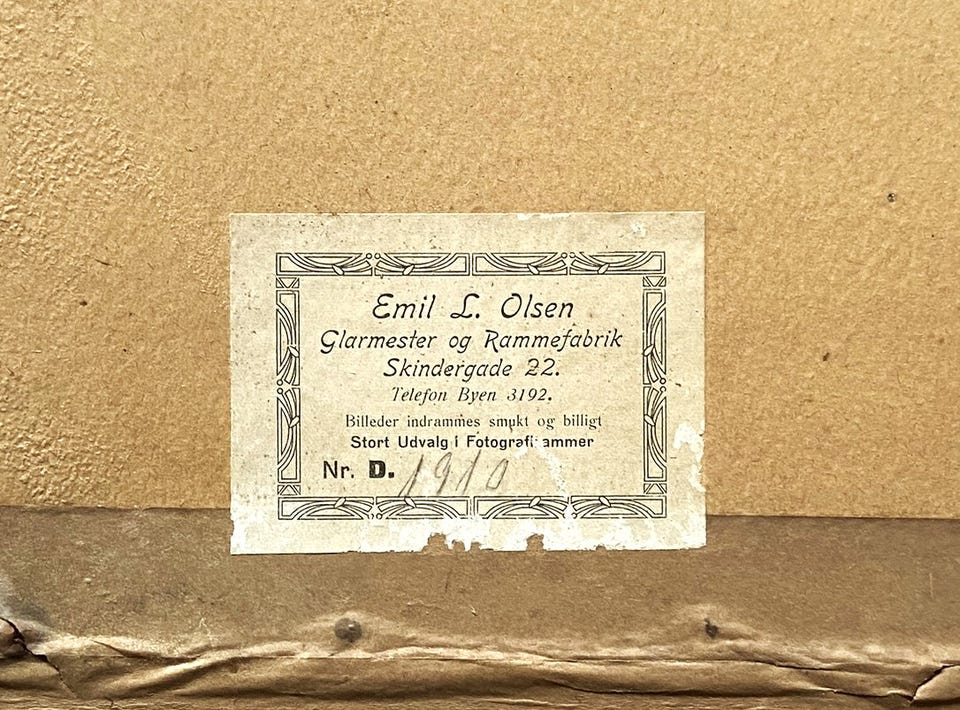 Emil L. Olsen
Glarmester og Rammefabrik
Skindergade 22.
Telefon Byen 3192.
Billeder indrammes smukt og billigt
Stort Udvalg i
Nr. D. 1910